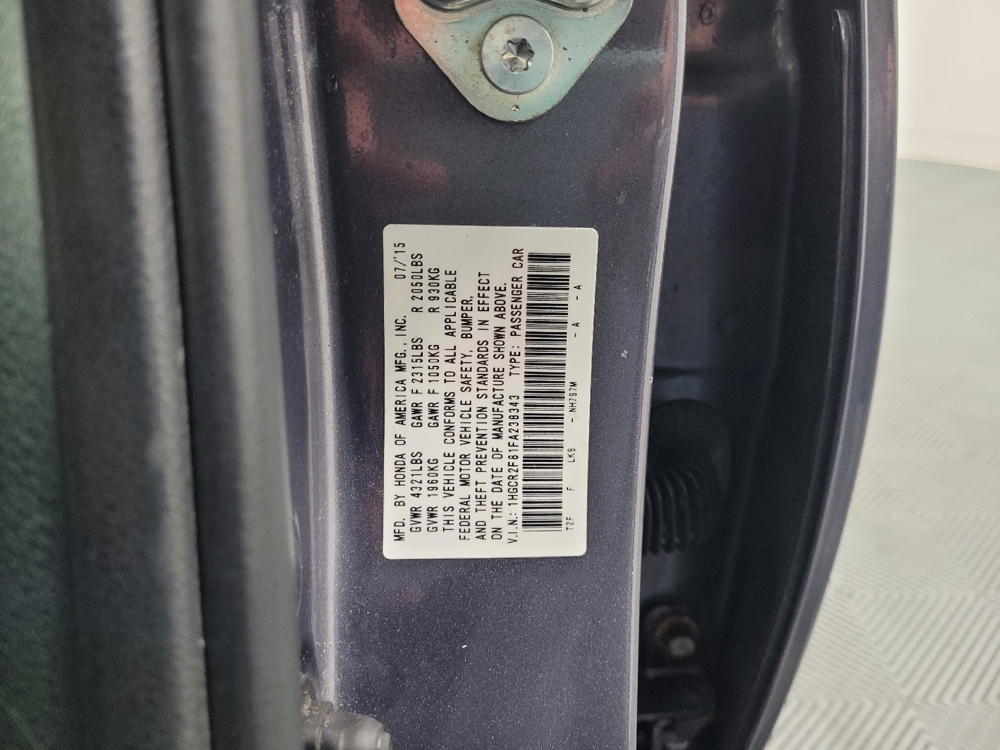 MFD. BY HONDA OF AMERICA MFG., INC. 07/'15
GVWR 4321LBS GAWR F 2315LBS R 2050LBS
GVWR 1960KG GAWR F 1050KG R 930KG
THIS VEHICLE CONFORMS TO ALL APPLICABLE
FEDERAL MOTOR VEHICLE SAFETY, BUMPER,
AND THEFT PREVENTION STANDARDS IN EFFECT
ON THE DATE OF MANUFACTURE SHOWN ABOVE.
V.I.N.: 1HGCR2F81FA238343 TYPE: PASSENGER CAR
T2F F LK9 - NH797M - A - A